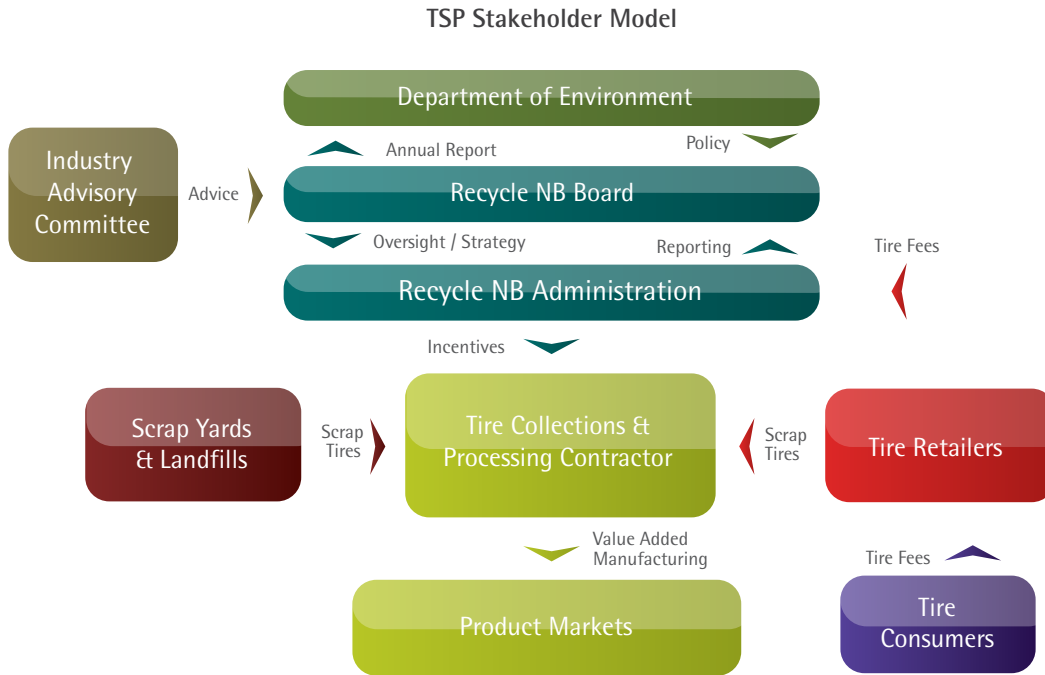 TSP Stakeholder Model
Department of Environment
Industry
Advisory
Committee
Advice
Annual Report
Policy
Recycle NB Board
Oversight / Strategy
Reporting
Tire Fees
Recycle NB Administration
Incentives
Scrap Yards
& Landfills
Scrap
Tires
Tire Collections &
Processing Contractor
Scrap
Tires
Tire Retailers
Value Added
Manufacturing
Tire Fees
Product Markets
Tire
Consumers